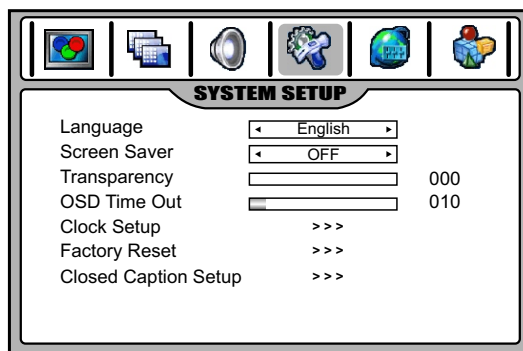 SYSTEM SETUP
Language ◂ English ▸
Screen Saver ◂ OFF ▸
Transparency 000
OSD Time Out 010
Clock Setup >>>
Factory Reset >>>
Closed Caption Setup >>>